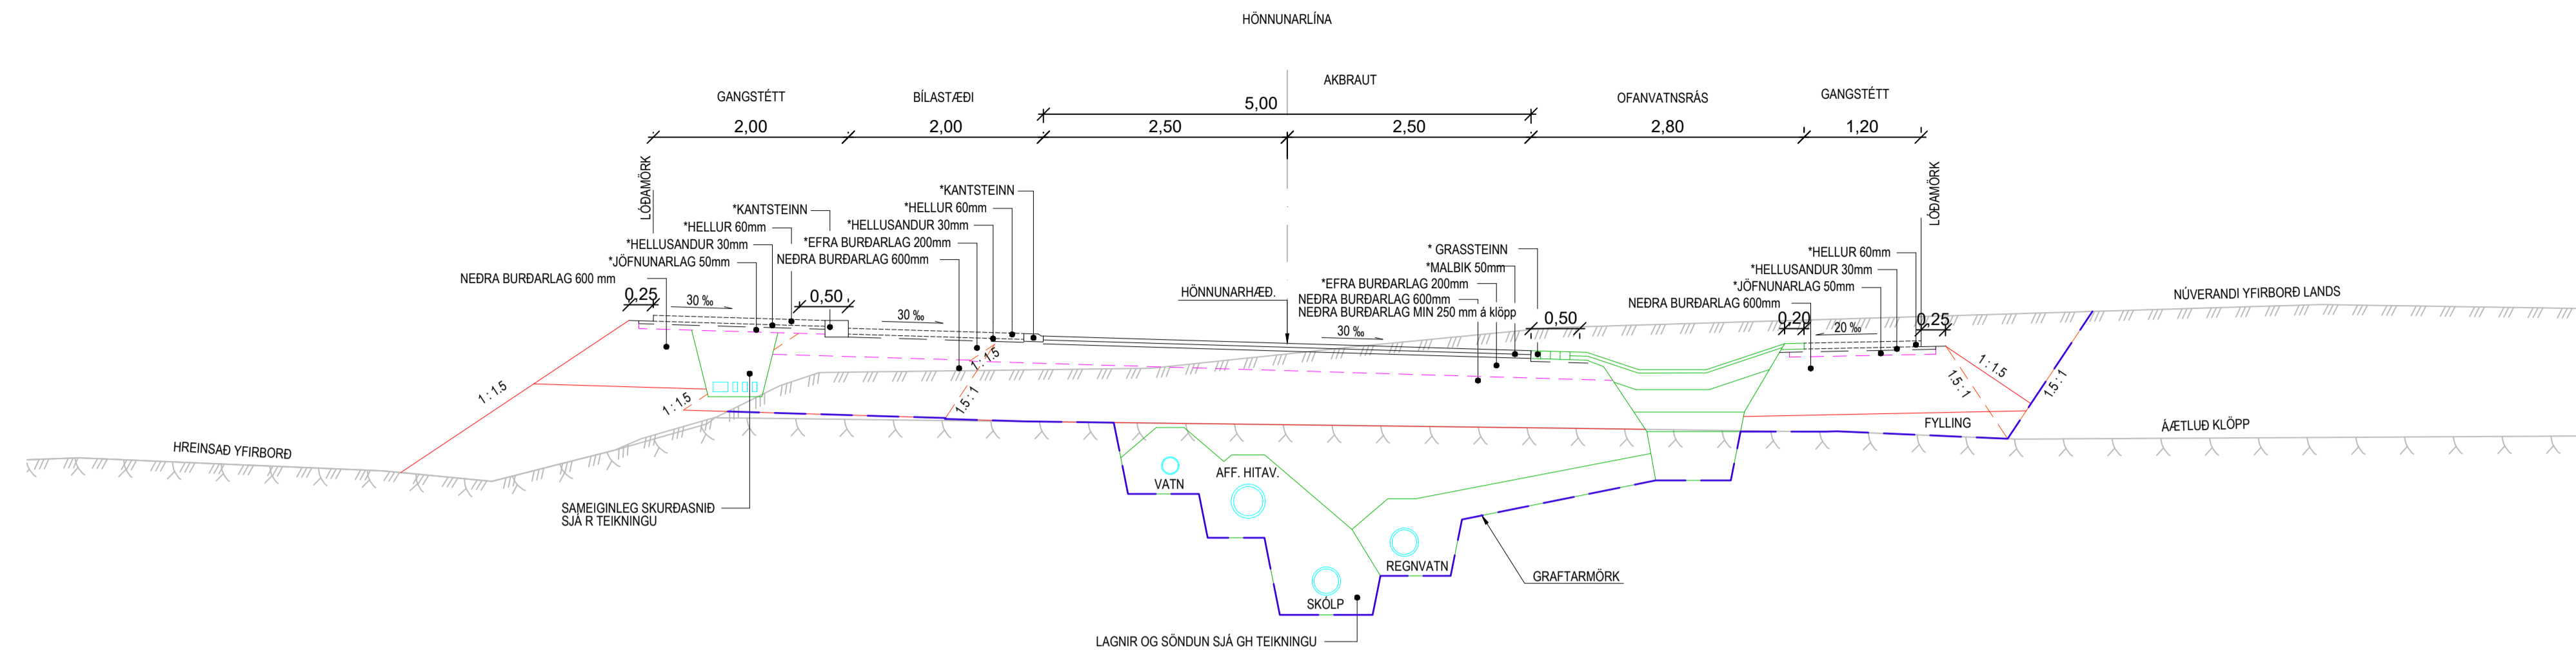 HÖNNUNARLÍNA
AKBRAUT
GANGSTÉTT
BÍLASTÆÐI
OFANVATNSRÁS
GANGSTÉTT
5,00
2,00
2,00
2,50
2,50
2,80
1,20
LÓÐAMÖRK
LÓÐAMÖRK
*KANTSTEINN
*HELLUR 60mm
*HELLUSANDUR 30mm
*JÖFNUNARLAG 50mm
NEÐRA BURÐARLAG 600 mm
*KANTSTEINN
*HELLUR 60mm
*HELLUSANDUR 30mm
*EFRA BURÐARLAG 200mm
NEÐRA BURÐARLAG 600mm
* GRASSTEINN
*MALBIK 50mm
*EFRA BURÐARLAG 200mm
NEÐRA BURÐARLAG 600mm
NEÐRA BURÐARLAG MIN 250 mm á klöpp
*HELLUR 60mm
*HELLUSANDUR 30mm
*JÖFNUNARLAG 50mm
NEÐRA BURÐARLAG 600mm
HÖNNUNARHÆÐ.
NÚVERANDI YFIRBORÐ LANDS
0,25
30 ‰
0,50
30 ‰
30 ‰
0,50
0,20
20 ‰
0,25
1 : 1.5
1 : 1.5
1 : 1.5
1.5 : 1
1 : 1.5
1.5 : 1
1.5 : 1
HREINSAÐ YFIRBORÐ
FYLLING
ÁÆTLUÐ KLÖPP
SAMEIGINLEG SKURÐASNIÐ
SJÁ R TEIKNINGU
VATN
AFF. HITAV.
REGNVATN
SKÓLP
GRAFTARMÖRK
LAGNIR OG SÖNDUN SJÁ GH TEIKNINGU